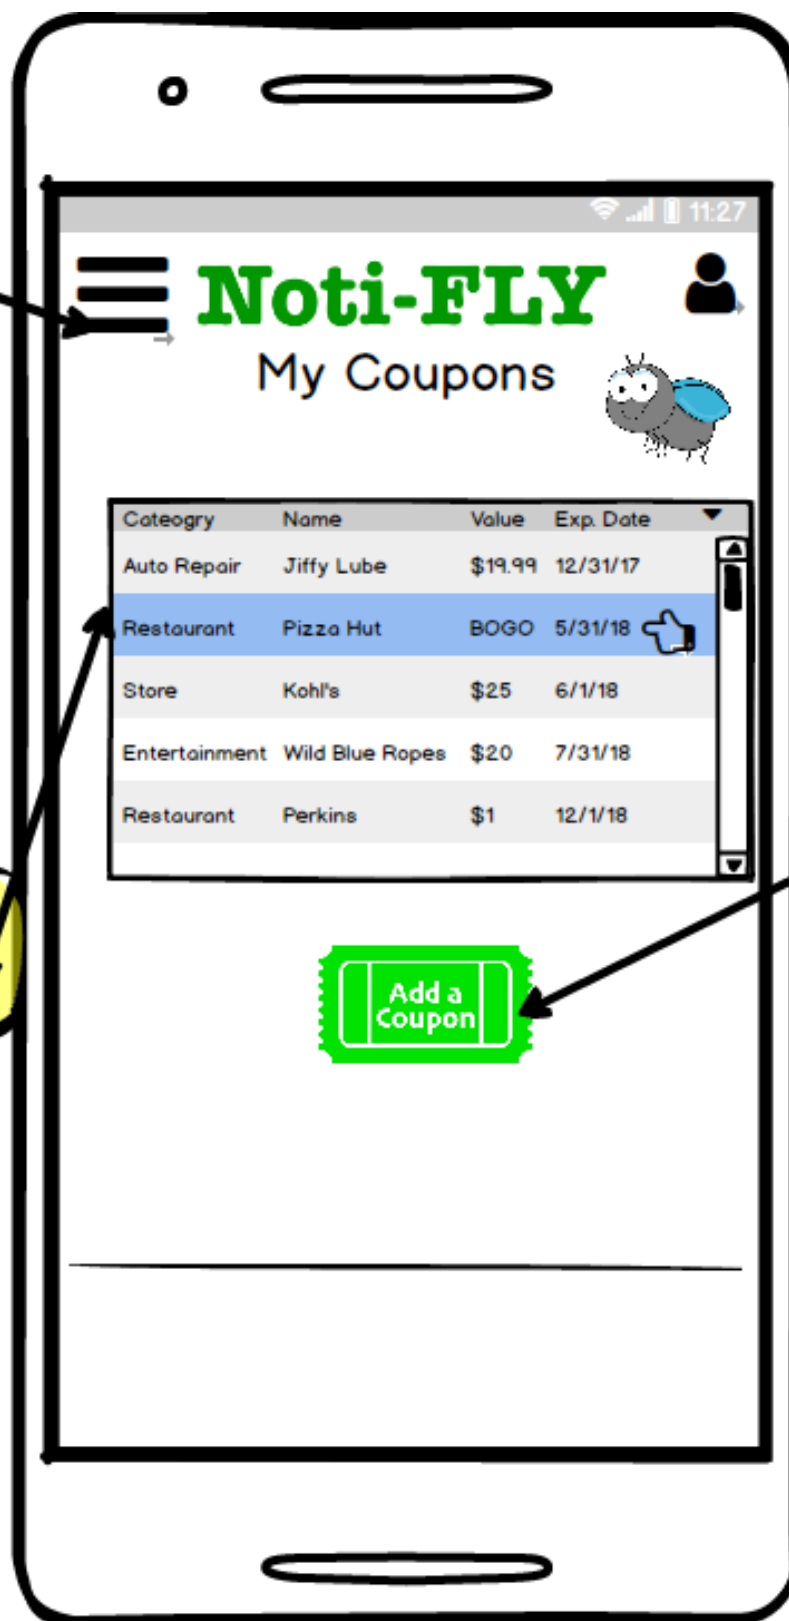 11:27
Noti-FLY
My Coupons
Cateogry Name Value Exp. Date
Auto Repair Jiffy Lube $19.99 12/31/17
Restaurant Pizza Hut BOGO 5/31/18
Store Kohl's $25 6/1/18
Entertainment Wild Blue Ropes $20 7/31/18
Restaurant Perkins $1 12/1/18
Add a
Coupon